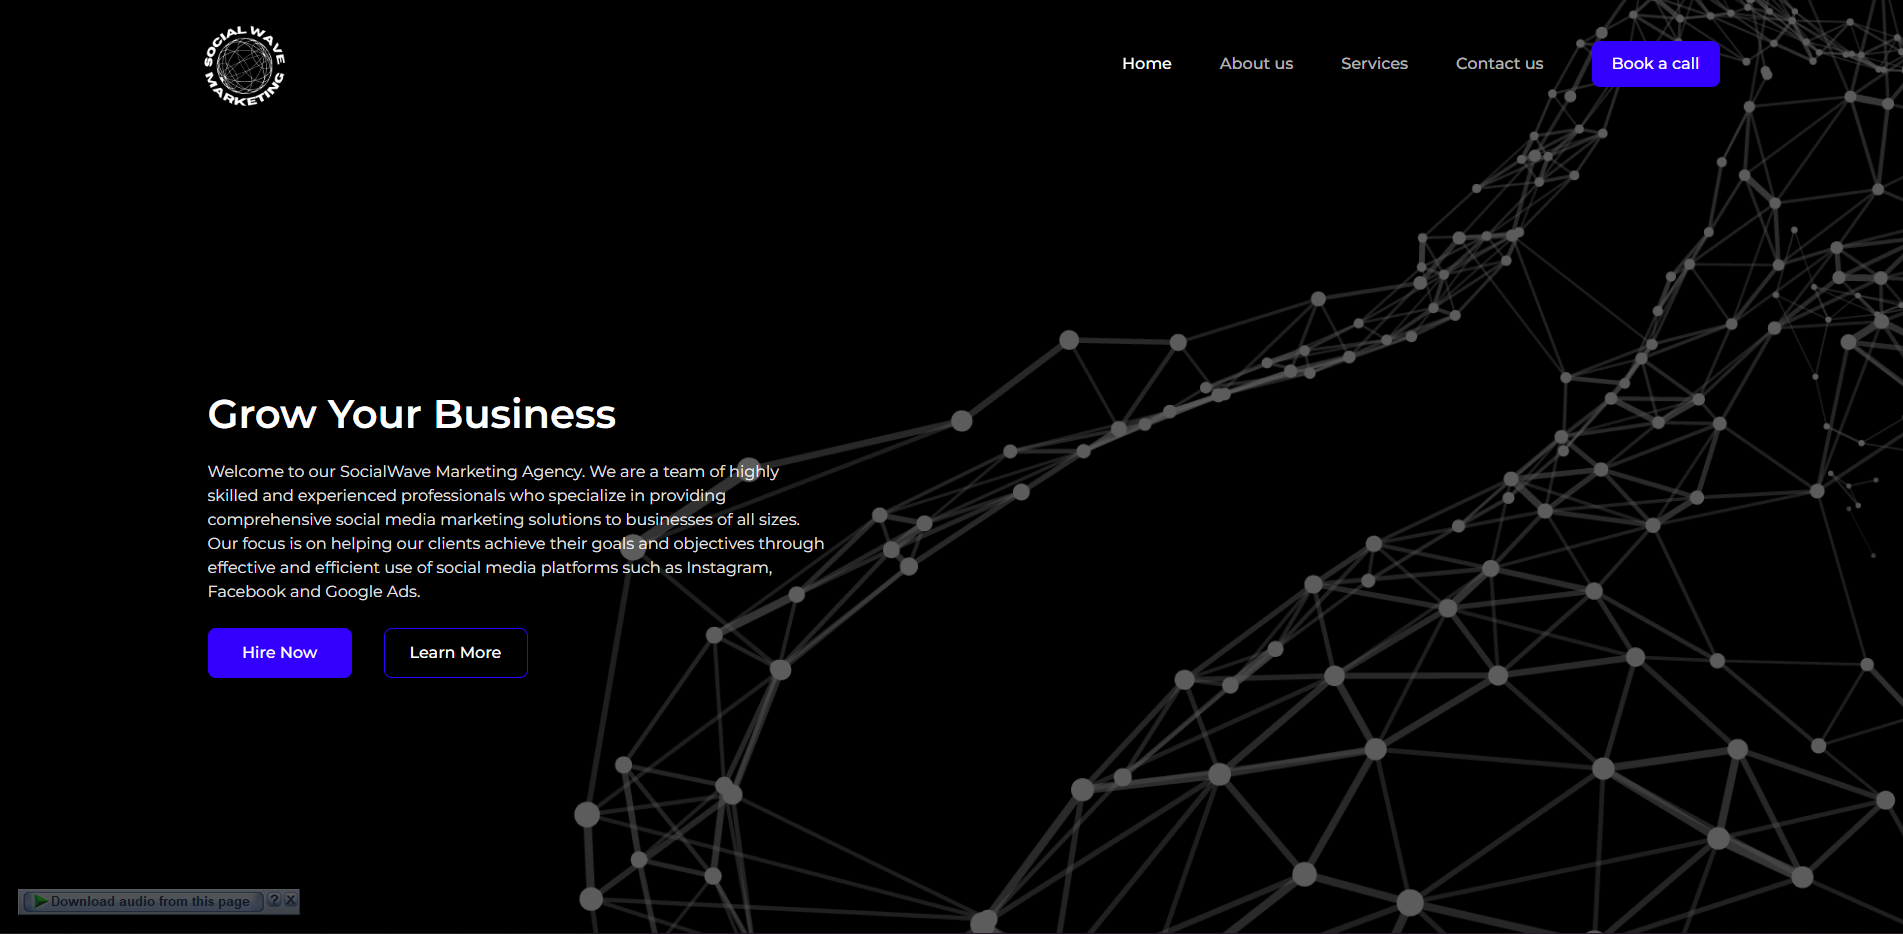 SOCIAL WAVE
MARKETING
Home About us Services Contact us Book a call
Grow Your Business
Welcome to our SocialWave Marketing Agency. We are a team of highly
skilled and experienced professionals who specialize in providing
comprehensive social media marketing solutions to businesses of all sizes.
Our focus is on helping our clients achieve their goals and objectives through
effective and efficient use of social media platforms such as Instagram,
Facebook and Google Ads.
Hire Now Learn More
Download audio from this page ? X